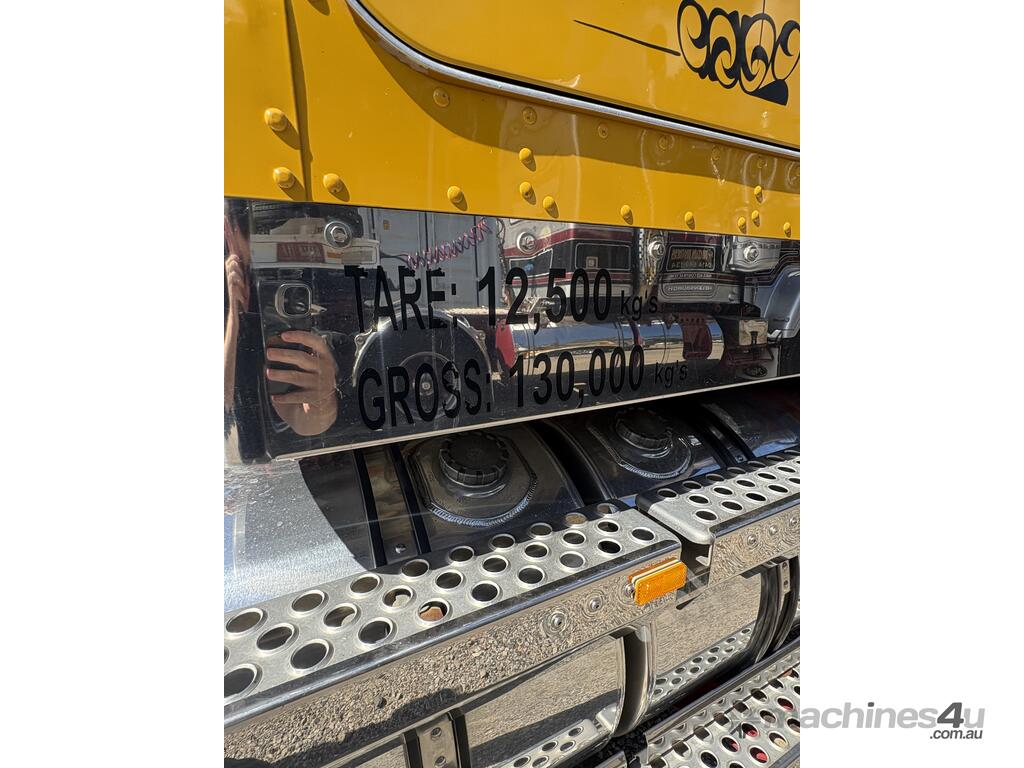 TARE: 12,500 kg's
GROSS: 130,000 kg's
machines4u
.com.au